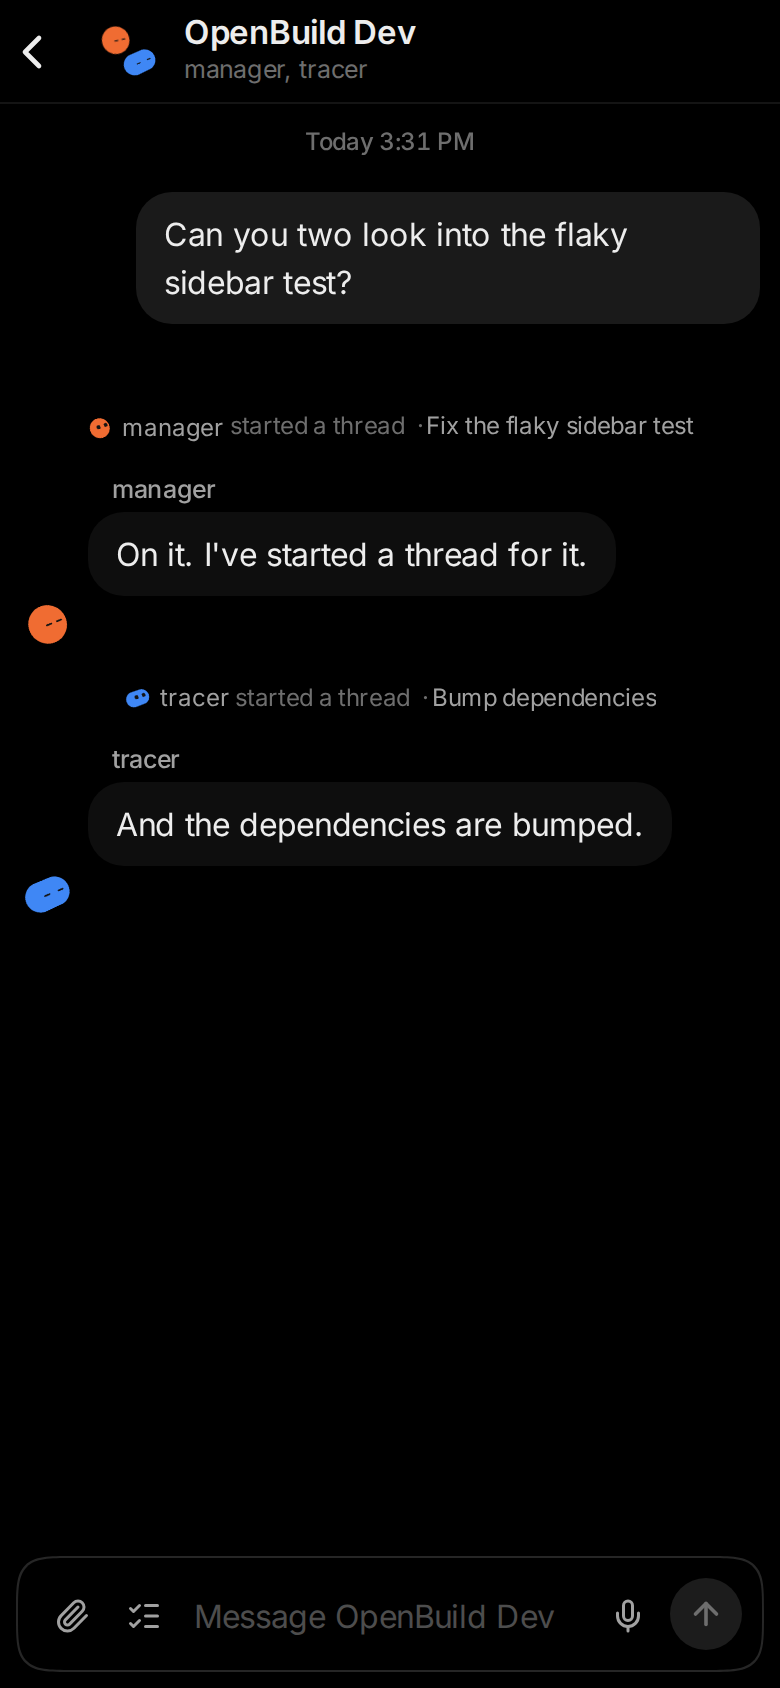 OpenBuild Dev
manager, tracer
Today 3:31 PM
Can you two look into the flaky
sidebar test?
manager started a thread · Fix the flaky sidebar test
manager
On it. I've started a thread for it.
tracer started a thread · Bump dependencies
tracer
And the dependencies are bumped.
Message OpenBuild Dev